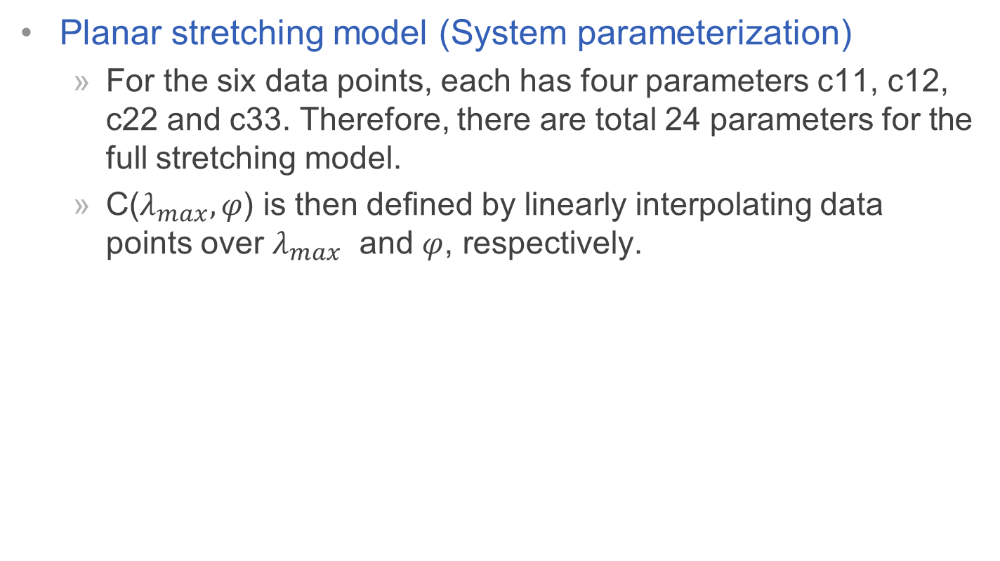 • Planar stretching model (System parameterization)
» For the six data points, each has four parameters c11, c12,
c22 and c33. Therefore, there are total 24 parameters for the
full stretching model.
» C(𝜆𝑚𝑎𝑥, 𝜑) is then defined by linearly interpolating data
points over 𝜆𝑚𝑎𝑥 and 𝜑, respectively.